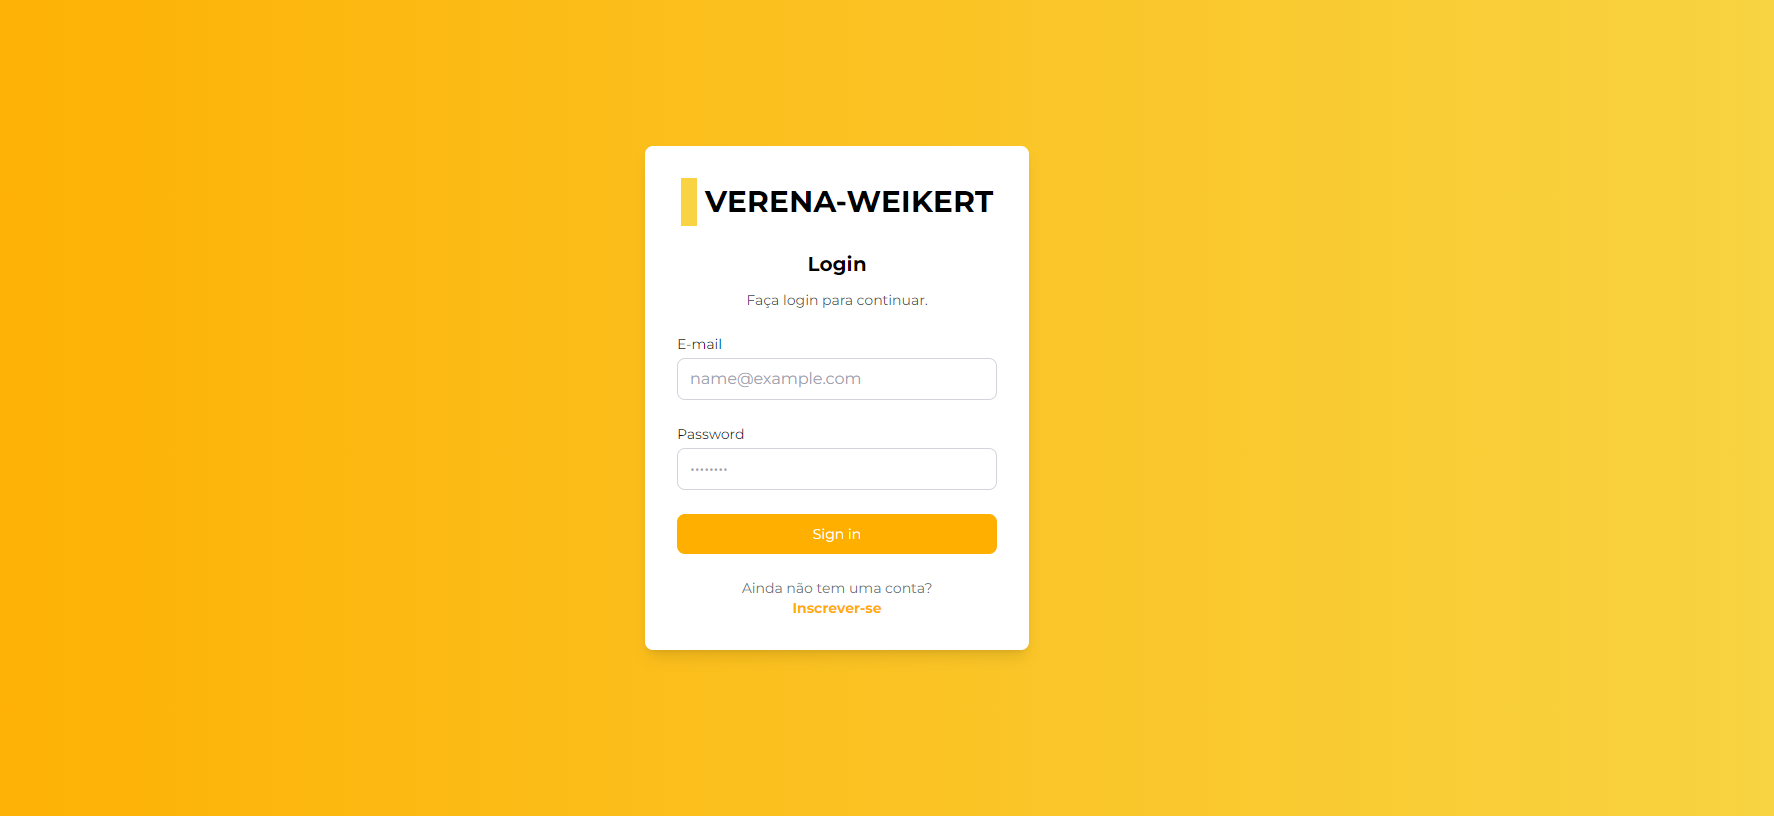 VERENA-WEIKERT
Login
Faça login para continuar.
E-mail
name@example.com
Password
••••••••
Sign in
Ainda não tem uma conta?
Inscrever-se